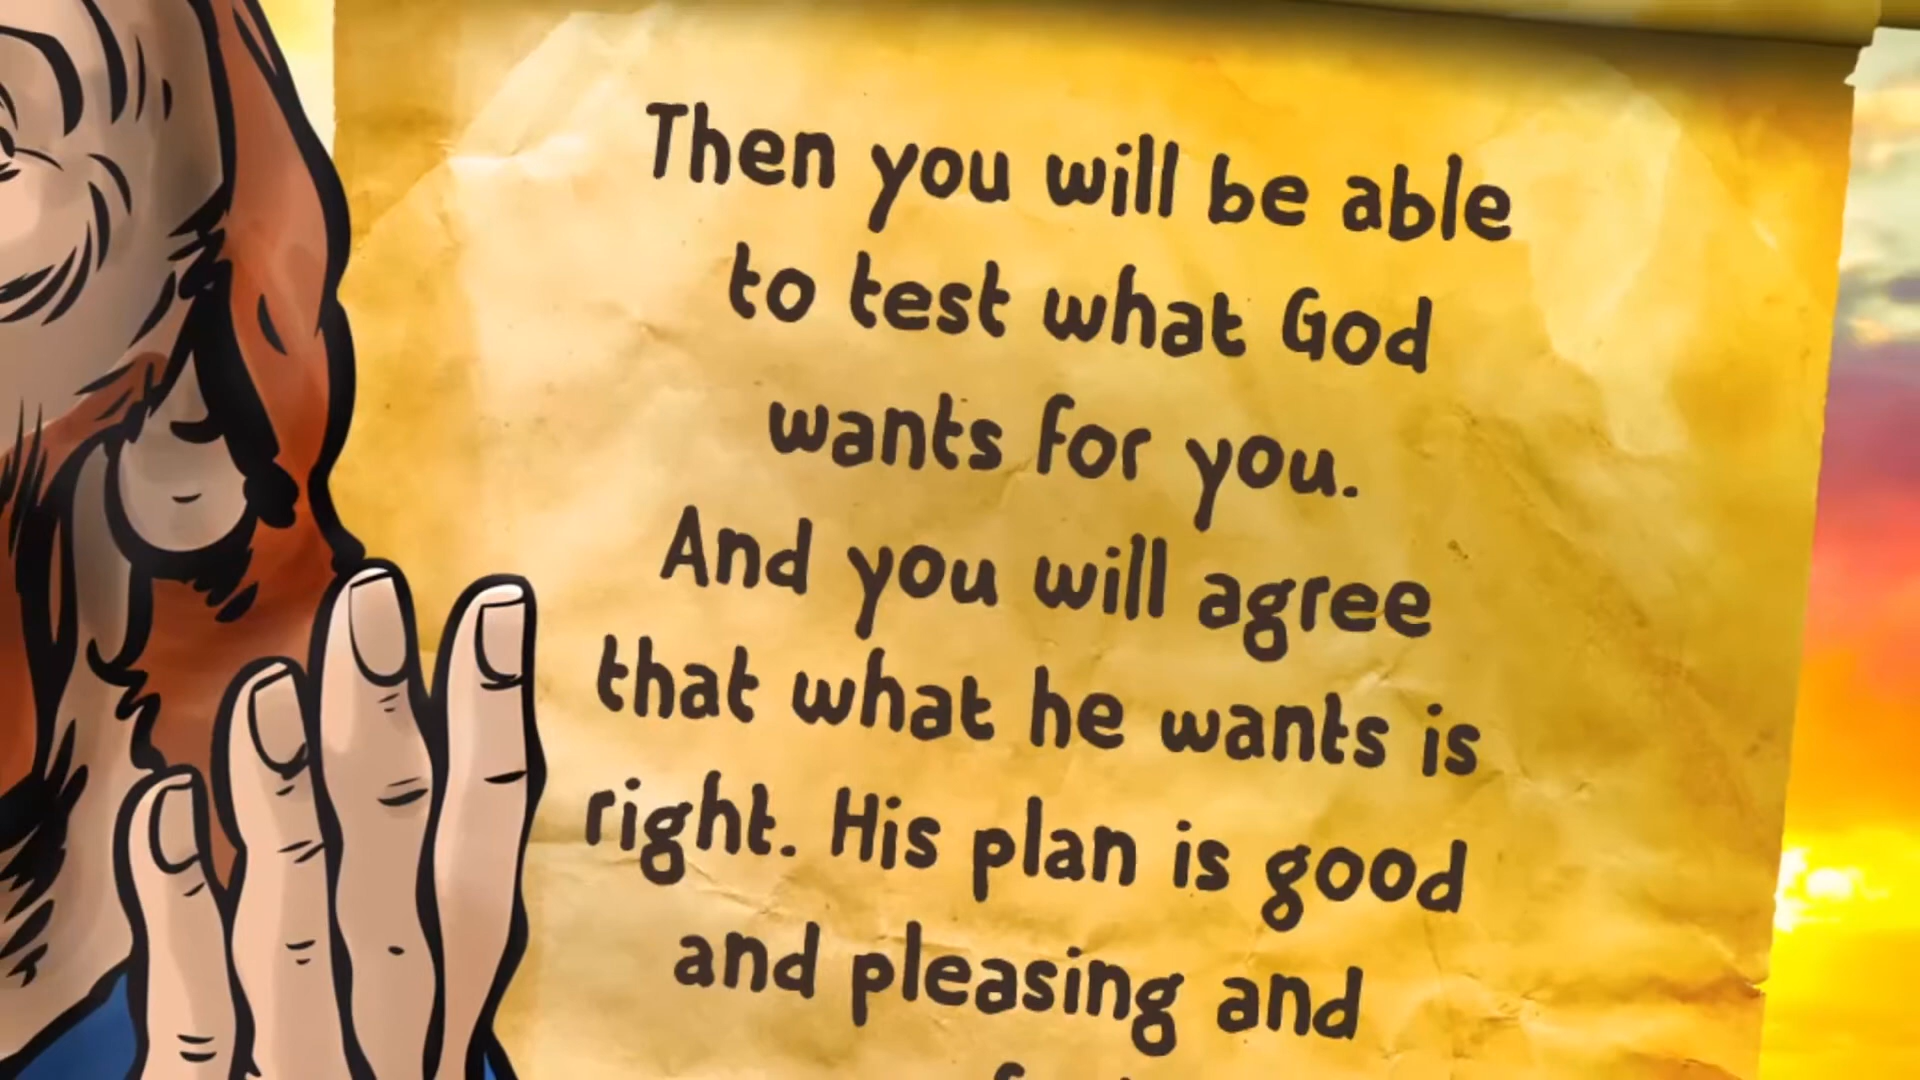 Then you will be able
to test what God
wants for you.
And you will agree
that what he wants is
right. His plan is good
and pleasing and